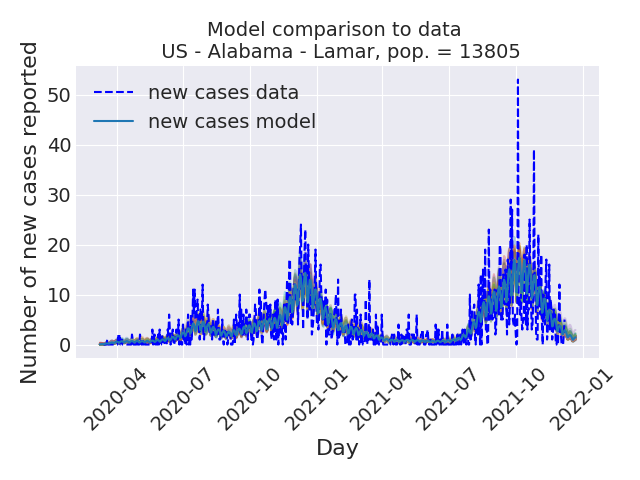 Model comparison to data
US - Alabama - Lamar, pop. = 13805
new cases data
new cases model
Number of new cases reported
50
40
30
20
10
0
2020-04
2020-07
2020-10
2021-01
2021-04
2021-07
2021-10
2022-01
Day